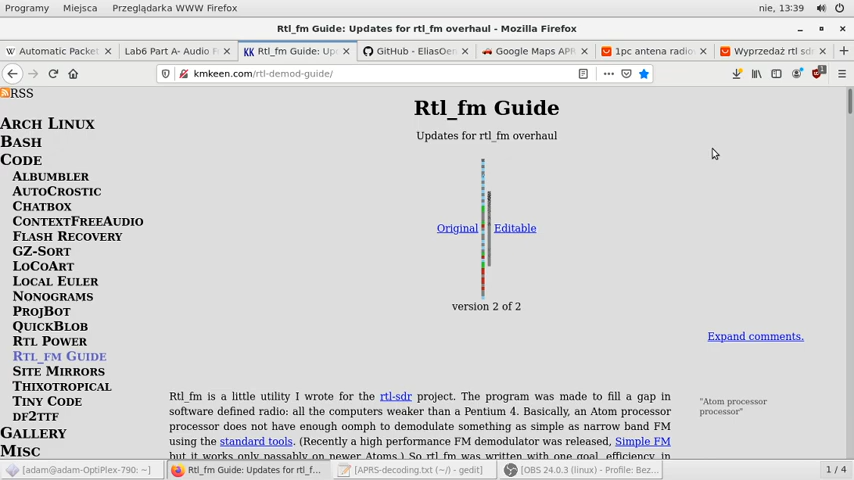 Programy Miejsca Przeglądarka WWW Firefox nie, 13:39
Rtl_fm Guide: Updates for rtl_fm overhaul - Mozilla Firefox
Automatic Packet Lab6 Part A- Audio F Rtl_fm Guide: Upd GitHub - EliasOen Google Maps APR 1pc antena radio Wyprzedaż rtl sdr
kmkeen.com/rtl-demod-guide/
RSS
Arch Linux
Bash
Code
Albumbler
AutoCrostic
Chatbox
ContextFreeAudio
Flash Recovery
GZ-Sort
LoCoArt
Local Euler
Nonograms
ProjBot
QuickBlob
Rtl Power
Rtl_fm Guide
Site Mirrors
Thixotropical
Tiny Code
df2ttf
Gallery
Misc
Rtl_fm Guide
Updates for rtl_fm overhaul
Original Editable
version 2 of 2
Expand comments.
Rtl_fm is a little utility I wrote for the rtl-sdr project. The program was made to fill a gap in
software defined radio: all the computers weaker than a Pentium 4. Basically, an Atom processor
processor does not have enough oomph to demodulate something as simple as narrow band FM
using the standard tools. (Recently a high performance FM demodulator was released, Simple FM
but it works only passably on newer Atoms.) So rtl_fm was written with one goal, efficiency, in
"Atom processor
processor"
[adam@adam-OptiPlex-790: ~] Rtl_fm Guide: Updates for rtl_f... [APRS-decoding.txt (~/) - gedit] [OBS 24.0.3 (linux) - Profile: Bez... 1 / 4